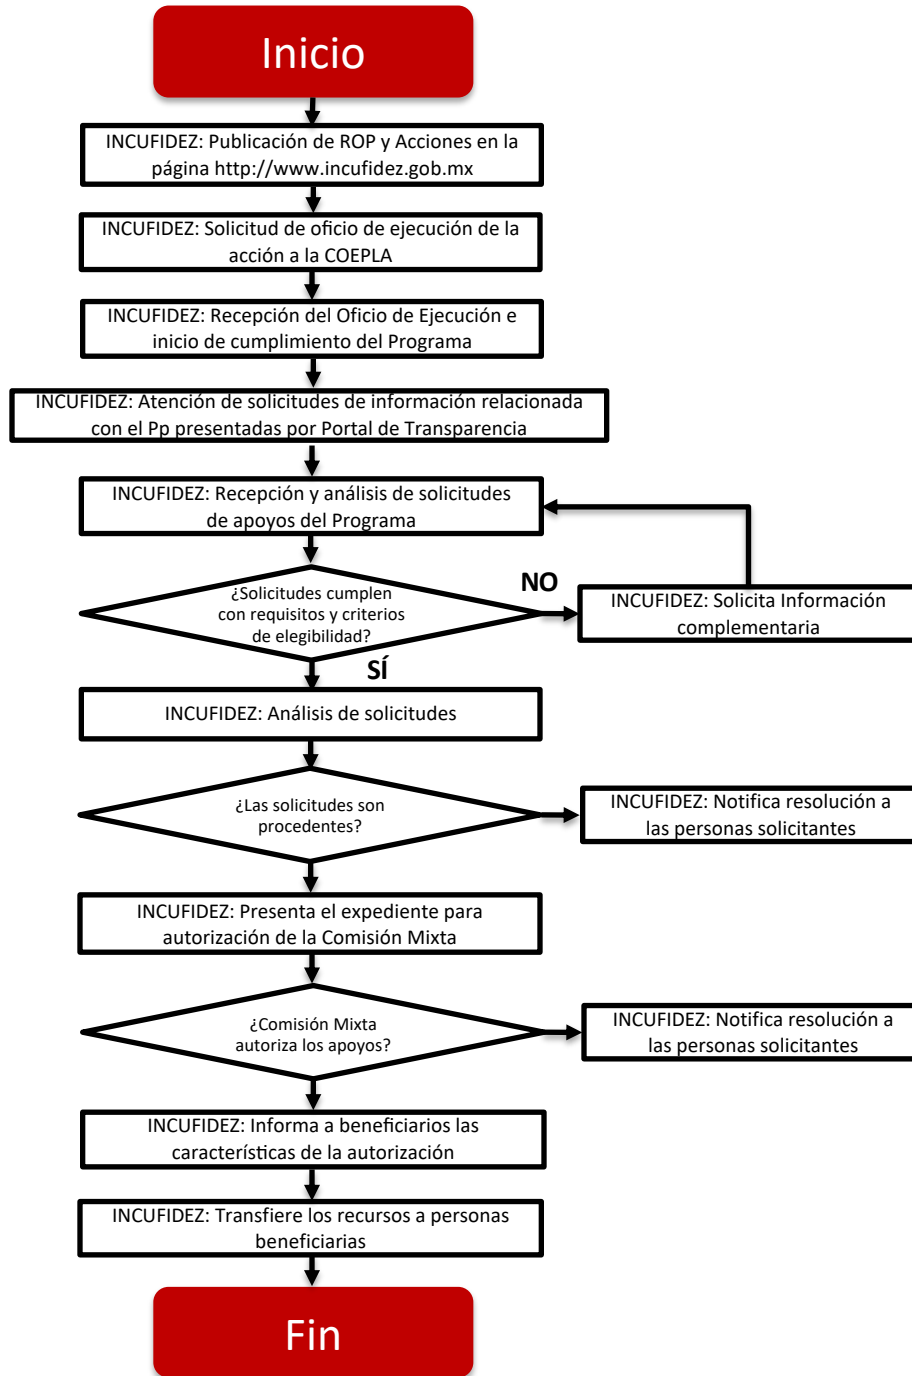 Inicio
INCUFIDEZ: Publicación de ROP y Acciones en la
página http://www.incufidez.gob.mx
INCUFIDEZ: Solicitud de oficio de ejecución de la
acción a la COEPLA
INCUFIDEZ: Recepción del Oficio de Ejecución e
inicio de cumplimiento del Programa
INCUFIDEZ: Atención de solicitudes de información relacionada
con el Pp presentadas por Portal de Transparencia
INCUFIDEZ: Recepción y análisis de solicitudes
de apoyos del Programa
¿Solicitudes cumplen
con requisitos y criterios
de elegibilidad?
NO
INCUFIDEZ: Solicita Información
complementaria
SÍ
INCUFIDEZ: Análisis de solicitudes
¿Las solicitudes son
procedentes?
INCUFIDEZ: Notifica resolución a
las personas solicitantes
INCUFIDEZ: Presenta el expediente para
autorización de la Comisión Mixta
¿Comisión Mixta
autoriza los apoyos?
INCUFIDEZ: Notifica resolución a
las personas solicitantes
INCUFIDEZ: Informa a beneficiarios las
características de la autorización
INCUFIDEZ: Transfiere los recursos a personas
beneficiarias
Fin